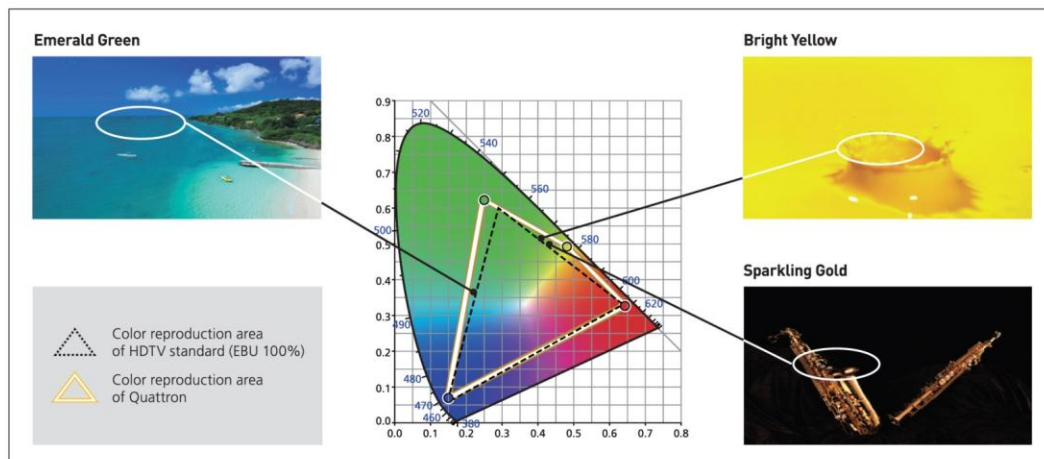 Emerald Green
Bright Yellow
Sparkling Gold
Color reproduction area
of HDTV standard (EBU 100%)
Color reproduction area
of Quattron
0.9
0.8
0.7
0.6
0.5
0.4
0.3
0.2
0.1
0.0
0.0 0.1 0.2 0.3 0.4 0.5 0.6 0.7 0.8
520
540
560
580
600
620
500
490
480
470
460
380